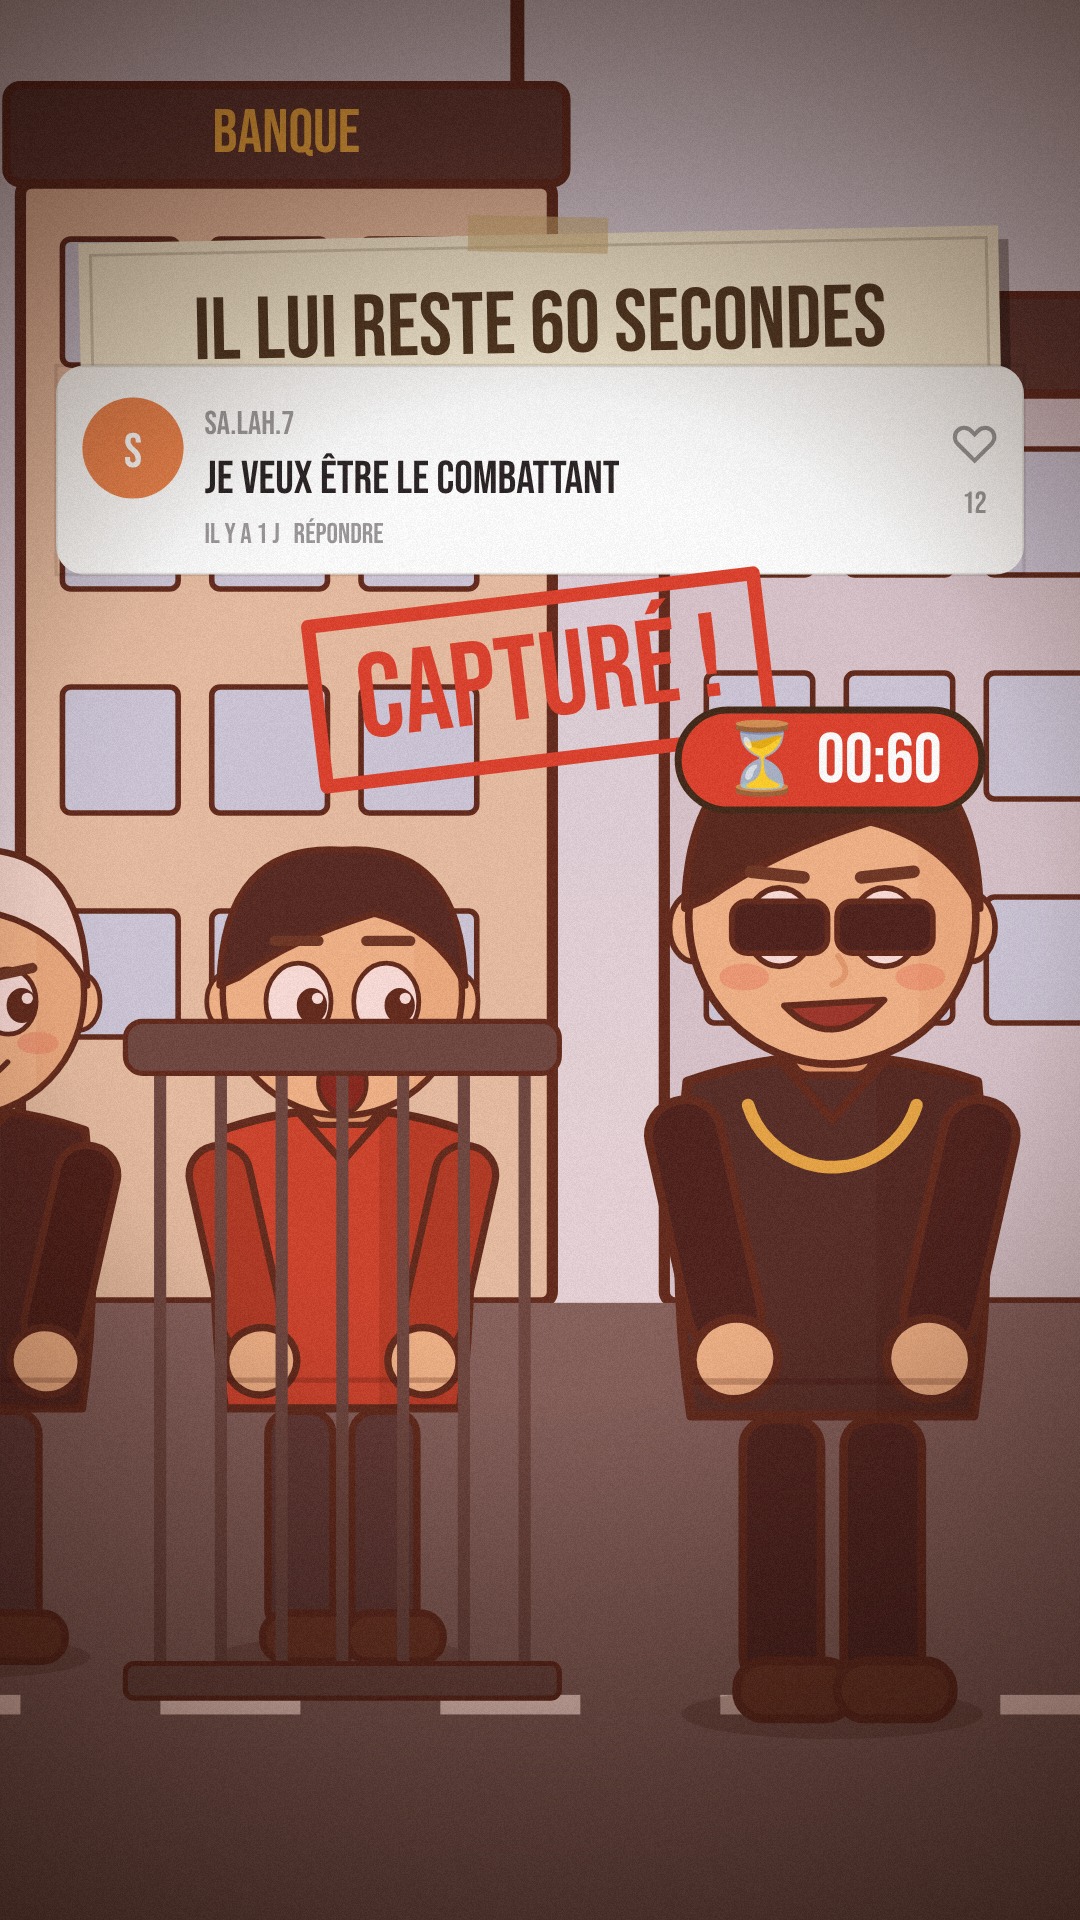 BANQUE
IL LUI RESTE 60 SECONDES
S
SA.LAH.7
JE VEUX ÊTRE LE COMBATTANT
12
IL Y A 1 J RÉPONDRE
CAPTURÉ !
00:60